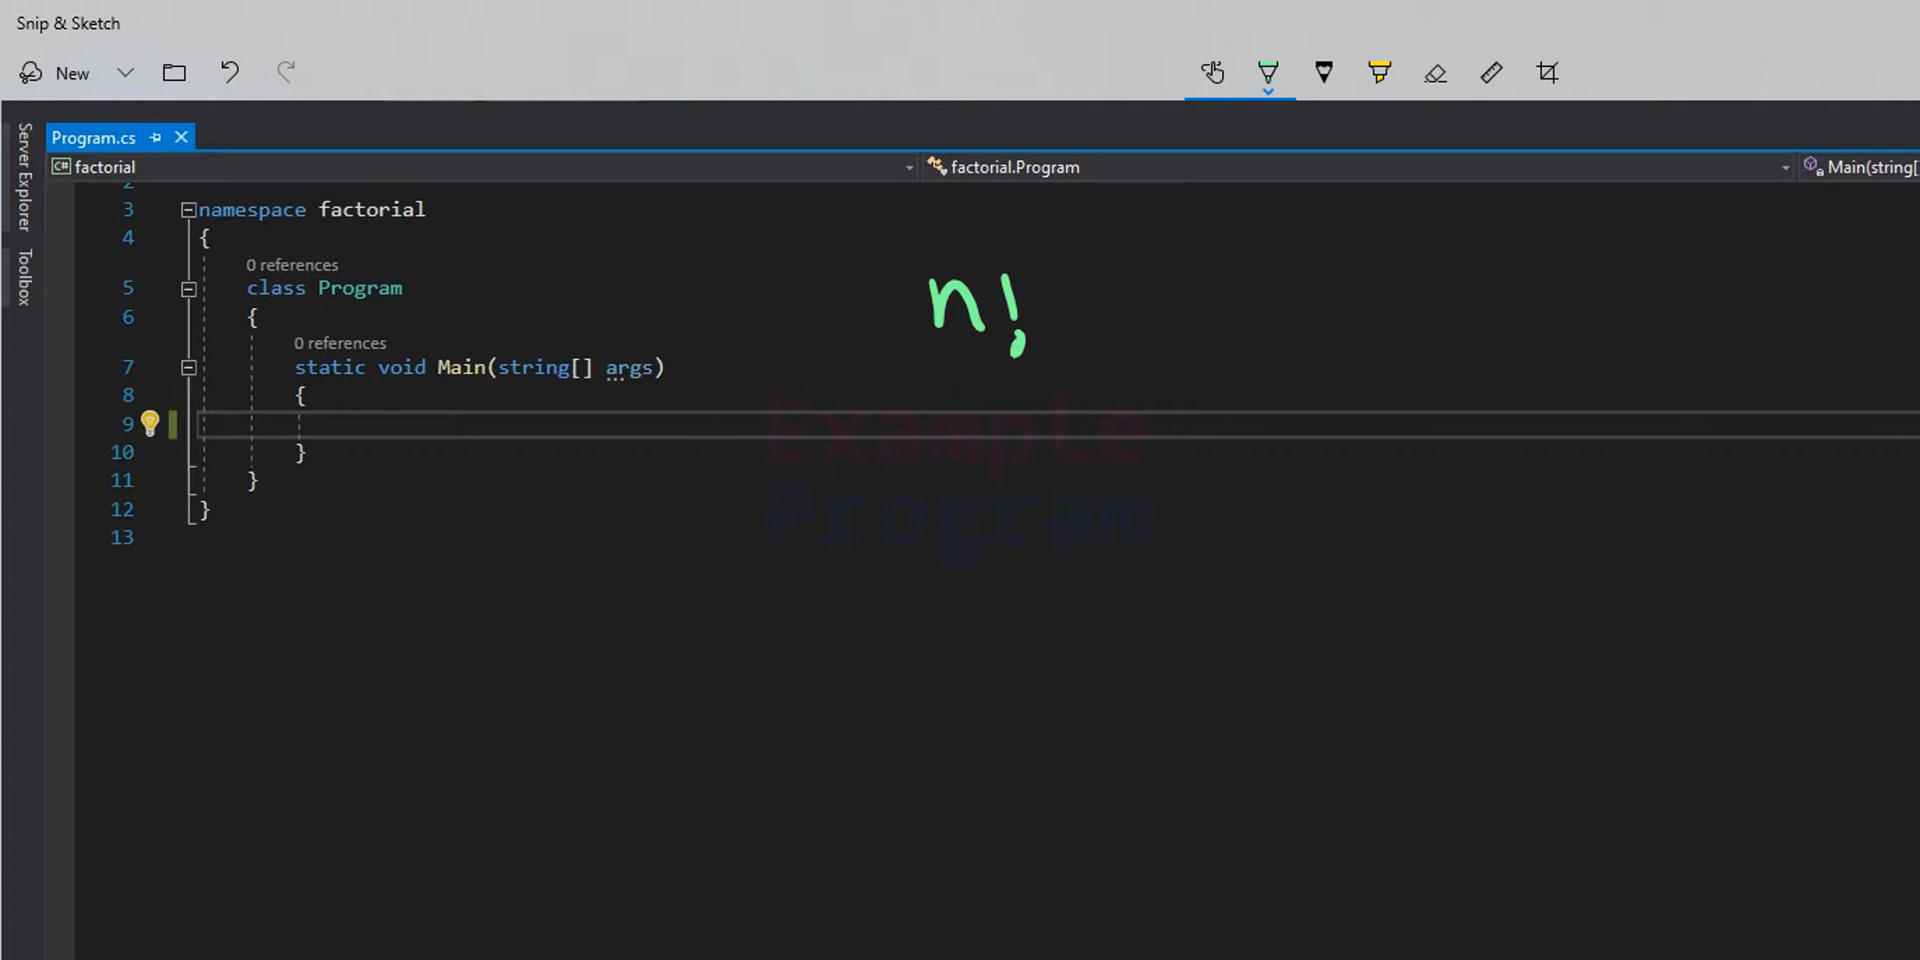 Snip & Sketch
New
Server Explorer
Toolbox
Program.cs
factorial
factorial.Program
Main(string[]
2
3 namespace factorial
4 {
0 references
5 class Program
6 {
0 references
7 static void Main(string[] args)
8 {
9
10 }
11 }
12 }
13
n!
Example
Program